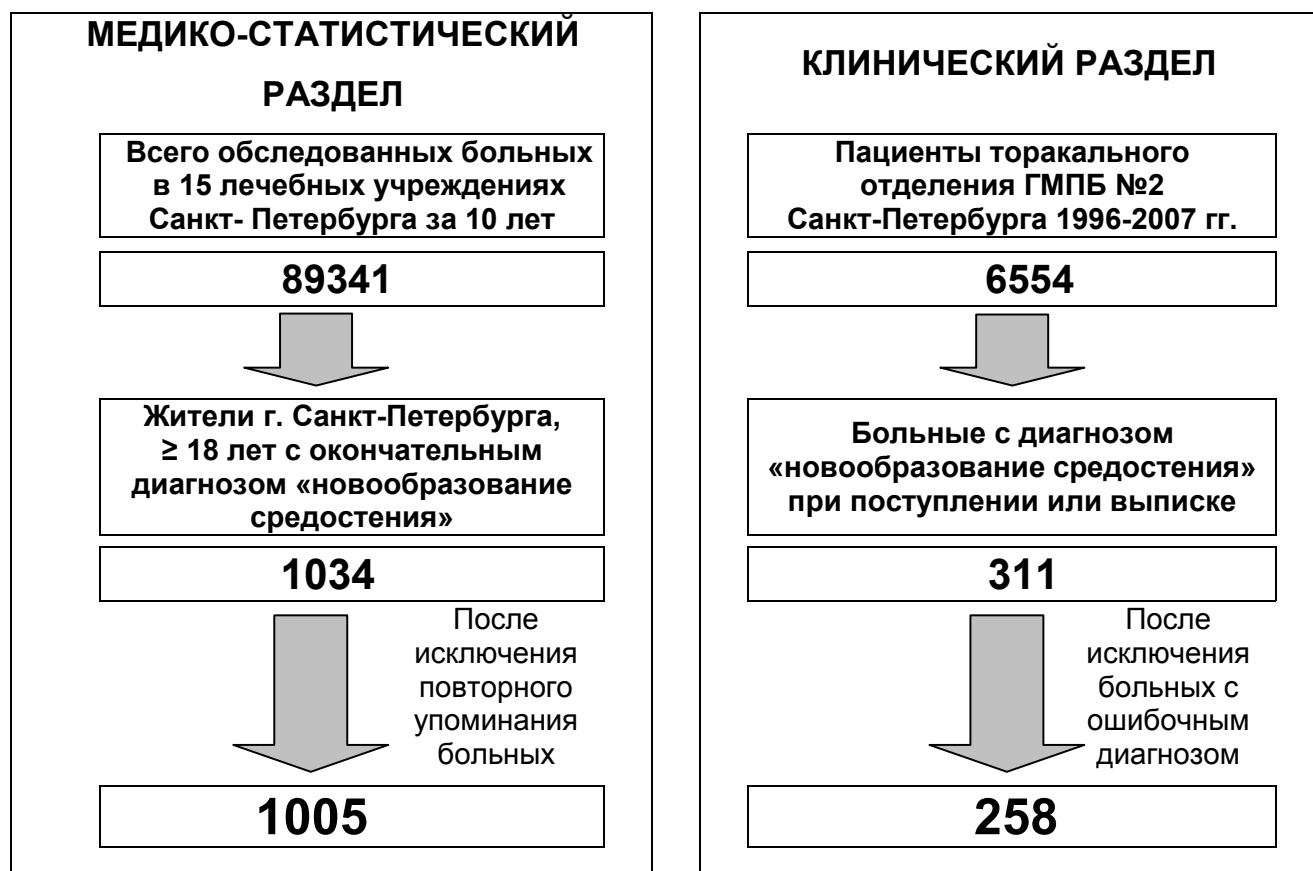 МЕДИКО-СТАТИСТИЧЕСКИЙ
РАЗДЕЛ
Всего обследованных больных
в 15 лечебных учреждениях
Санкт- Петербурга за 10 лет
89341
Жители г. Санкт-Петербурга,
≥ 18 лет с окончательным
диагнозом «новообразование
средостения»
1034
После
исключения
повторного
упоминания
больных
1005
КЛИНИЧЕСКИЙ РАЗДЕЛ
Пациенты торакального
отделения ГМПБ №2
Санкт-Петербурга 1996-2007 гг.
6554
Больные с диагнозом
«новообразование средостения»
при поступлении или выписке
311
После
исключения
больных с
ошибочным
диагнозом
258